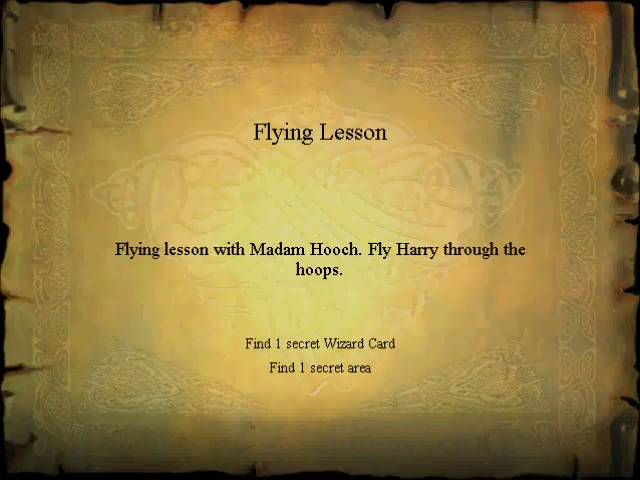 Flying Lesson
Flying lesson with Madam Hooch. Fly Harry through the
hoops.
Find 1 secret Wizard Card
Find 1 secret area